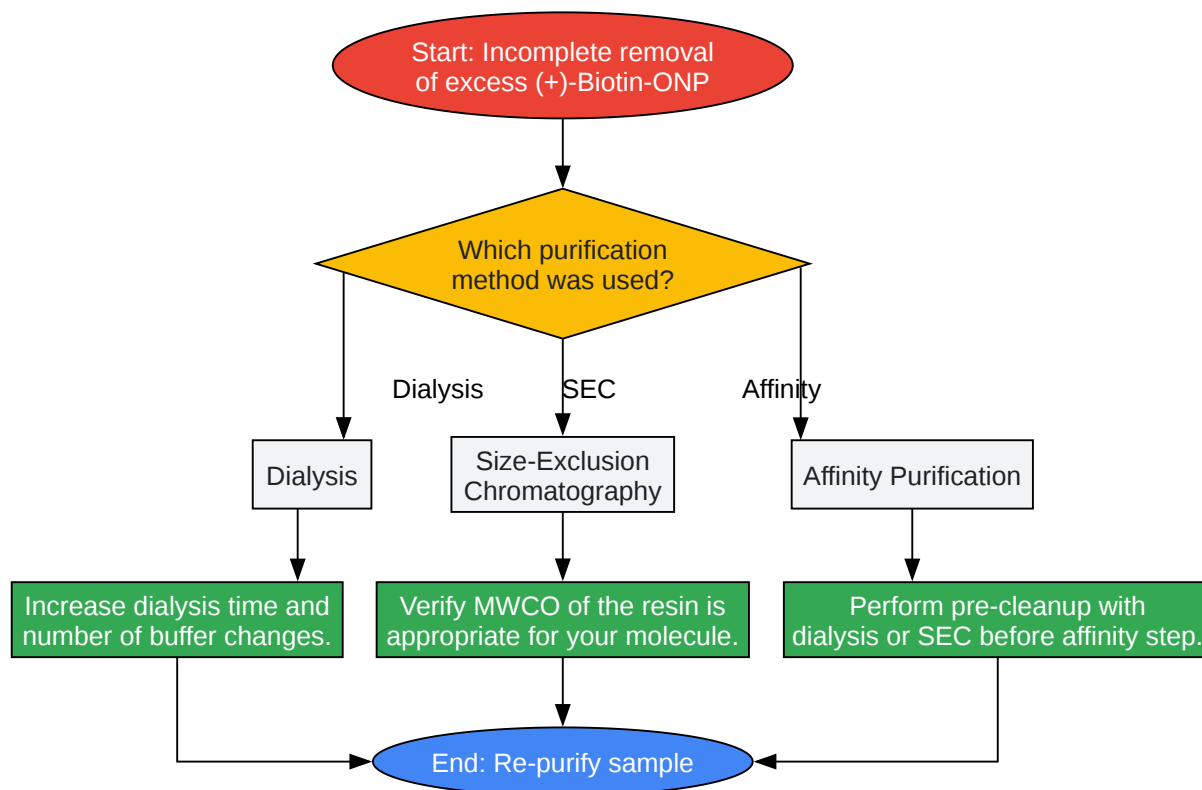 Start: Incomplete removal
of excess (+)-Biotin-ONP
Which purification
method was used?
Dialysis
SEC
Affinity
Dialysis
Size-Exclusion
Chromatography
Affinity Purification
Increase dialysis time and
number of buffer changes.
Verify MWCO of the resin is
appropriate for your molecule.
Perform pre-cleanup with
dialysis or SEC before affinity step.
End: Re-purify sample